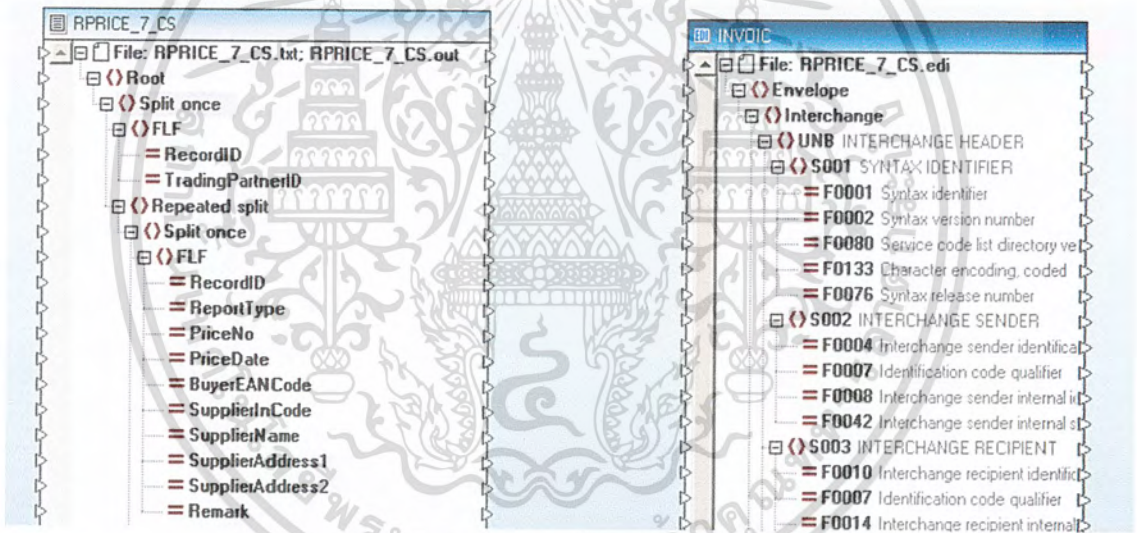 RPRICE_7_CS
File: RPRICE_7_CS.txt; RPRICE_7_CS.out
Root
Split once
FLF
RecordID
TradingPartnerID
Repeated split
Split once
FLF
RecordID
ReportType
PriceNo
PriceDate
BuyerEANCode
SupplierInCode
SupplierName
SupplierAddress1
SupplierAddress2
Remark
EDI INVOIC
File: RPRICE_7_CS.edi
Envelope
Interchange
UNB INTERCHANGE HEADER
S001 SYNTAX IDENTIFIER
F0001 Syntax identifier
F0002 Syntax version number
F0080 Service code list directory ve
F0133 Character encoding, coded
F0076 Syntax release number
S002 INTERCHANGE SENDER
F0004 Interchange sender identifica
F0007 Identification code qualifier
F0008 Interchange sender internal i
F0042 Interchange sender internal s
S003 INTERCHANGE RECIPIENT
F0010 Interchange recipient identific
F0007 Identification code qualifier
F0014 Interchange recipient internal